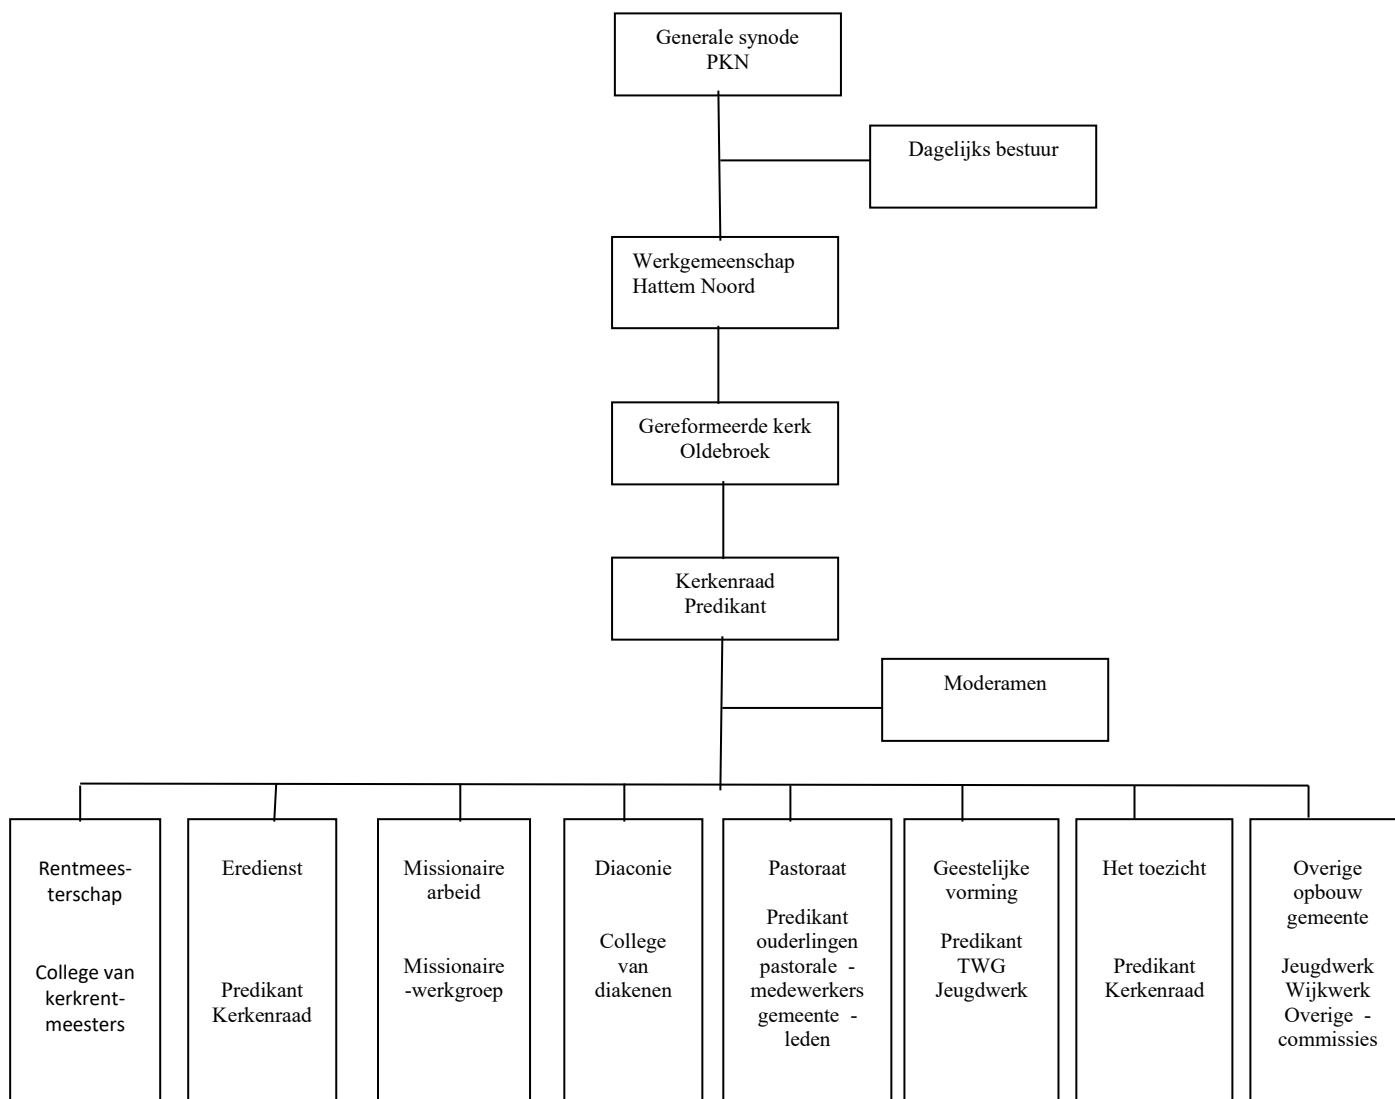 Generale synode
PKN
Dagelijks bestuur
Werkgemeenschap
Hattem Noord
Gereformeerde kerk
Oldebroek
Kerkenraad
Predikant
Moderamen
Rentmees-
terschap
College van
kerkrent-
meesters
Eredienst
Predikant
Kerkenraad
Missionaire
arbeid
Missionaire
-werkgroep
Diaconie
College
van
diakenen
Pastoraat
Predikant
ouderlingen
pastorale -
medewerkers
gemeente -
leden
Geestelijke
vorming
Predikant
TWG
Jeugdwerk
Het toezicht
Predikant
Kerkenraad
Overige
opbouw
gemeente
Jeugdwerk
Wijkwerk
Overige -
commissies